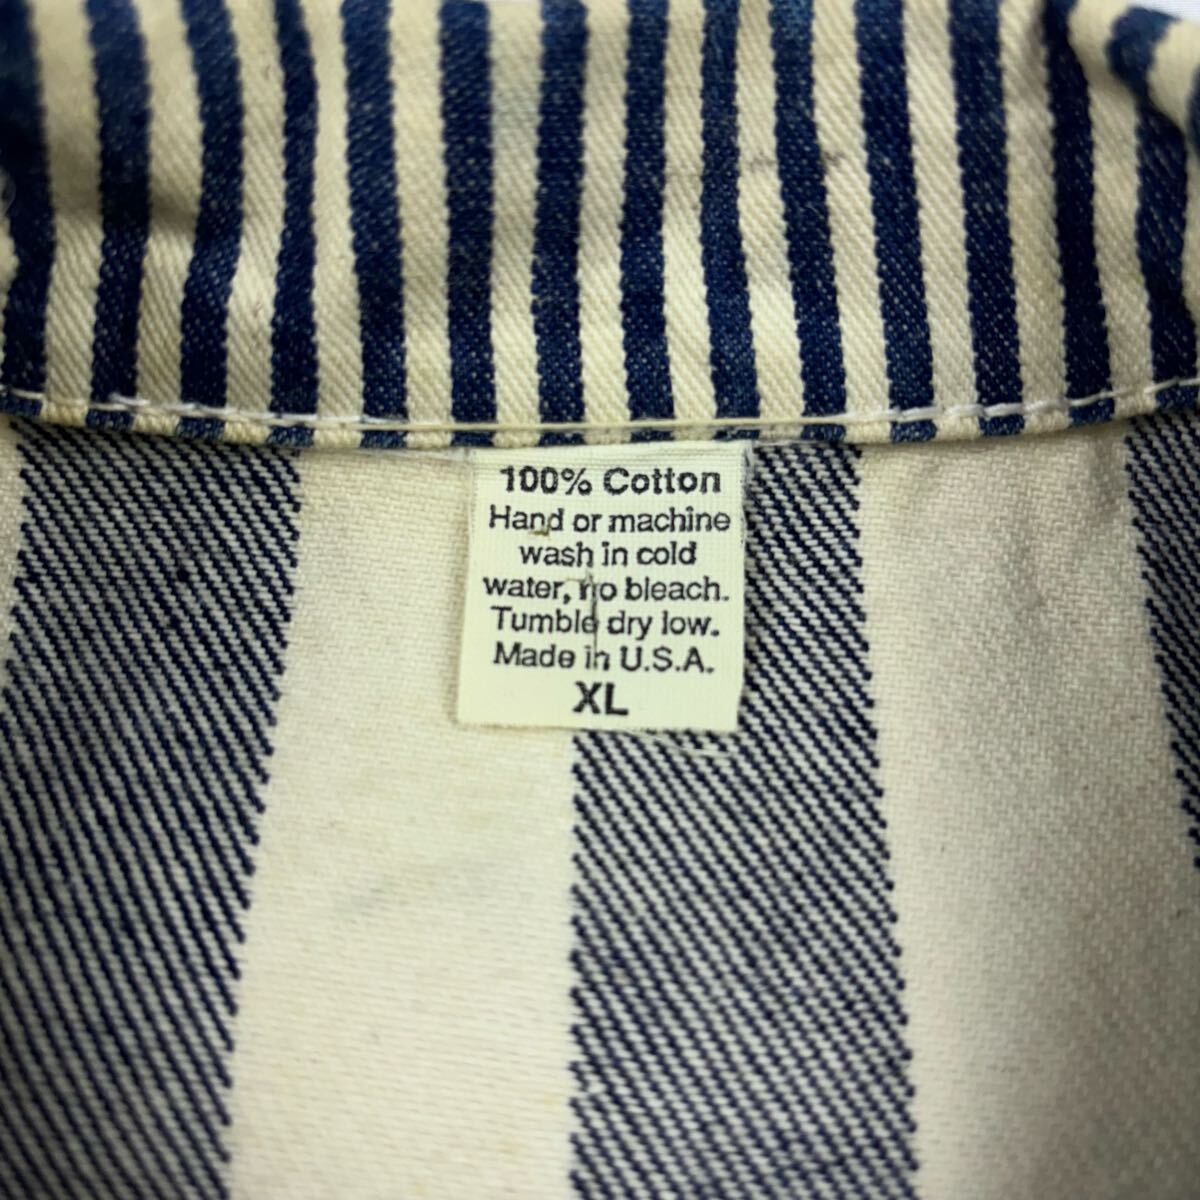 100% Cotton
Hand or machine
wash in cold
water, no bleach.
Tumble dry low.
Made in U.S.A.
XL